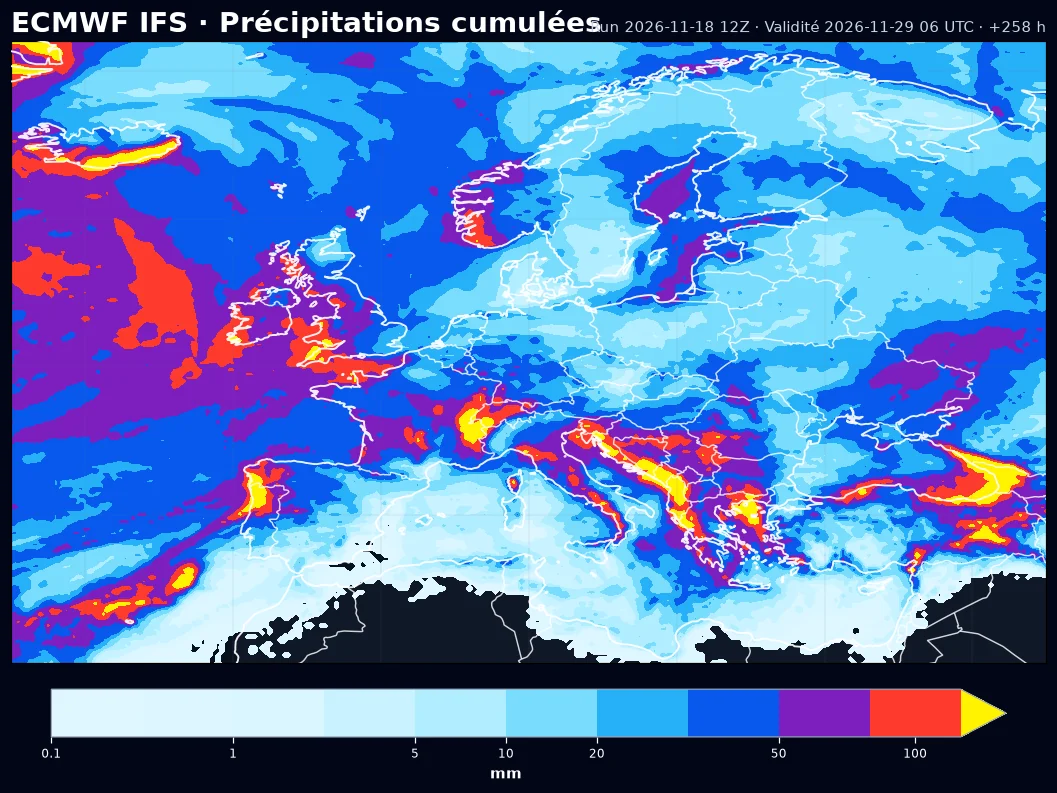 ECMWF IFS · Précipitations cumulées
Run 2026-11-18 12Z · Validité 2026-11-29 06 UTC · +258 h
0.1 1 5 10 20 50 100
mm